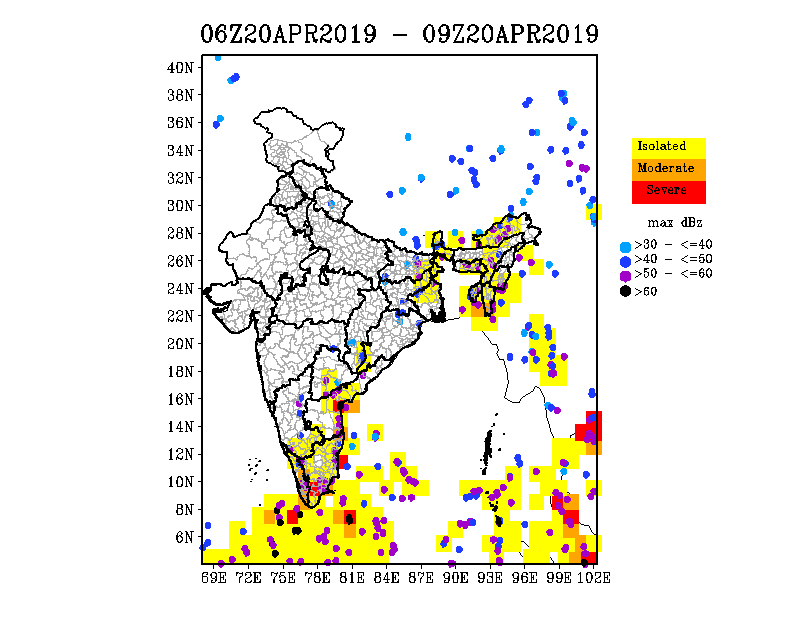 06Z20APR2019 - 09Z20APR2019
40N
38N
36N
34N
32N
30N
28N
26N
24N
22N
20N
18N
16N
14N
12N
10N
8N
6N
69E 72E 75E 78E 81E 84E 87E 90E 93E 96E 99E 102E
Isolated
Moderate
Severe
max dBz
>30 - <=40
>40 - <=50
>50 - <=60
>60